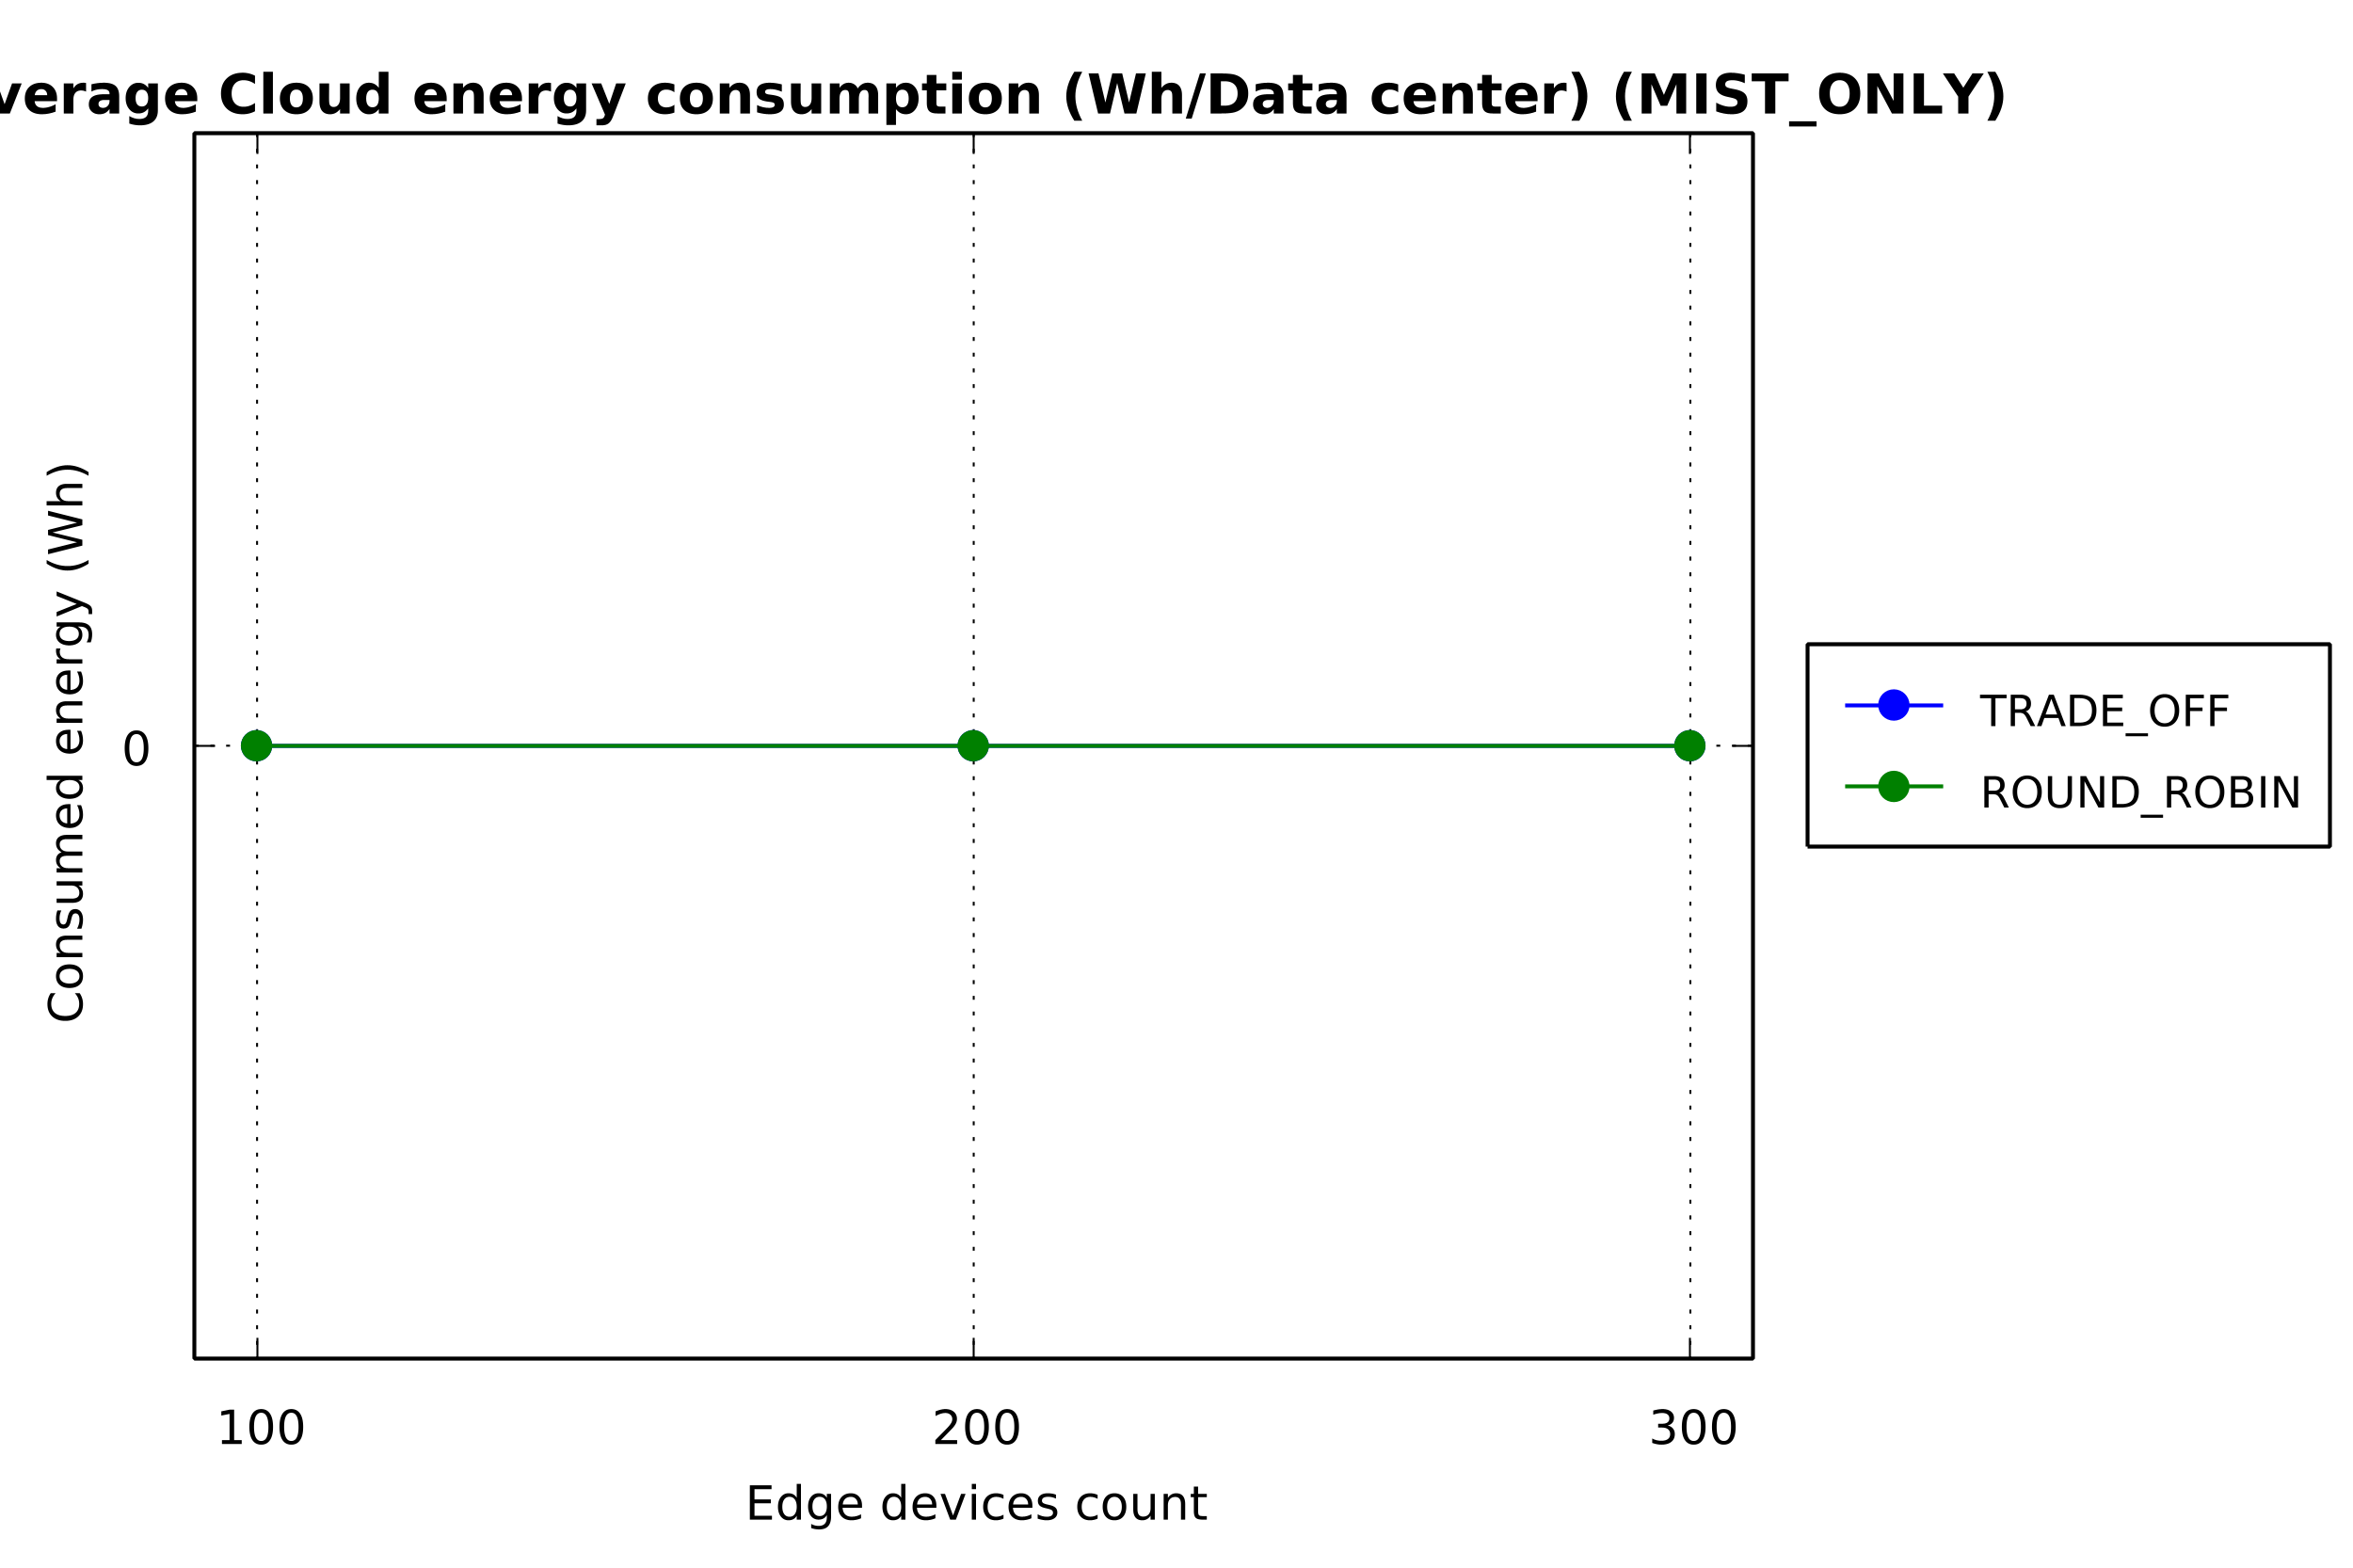 verage Cloud energy consumption (Wh/Data center) (MIST_ONLY)
Consumed energy (Wh)
0
TRADE_OFF
ROUND_ROBIN
100 200 300
Edge devices count